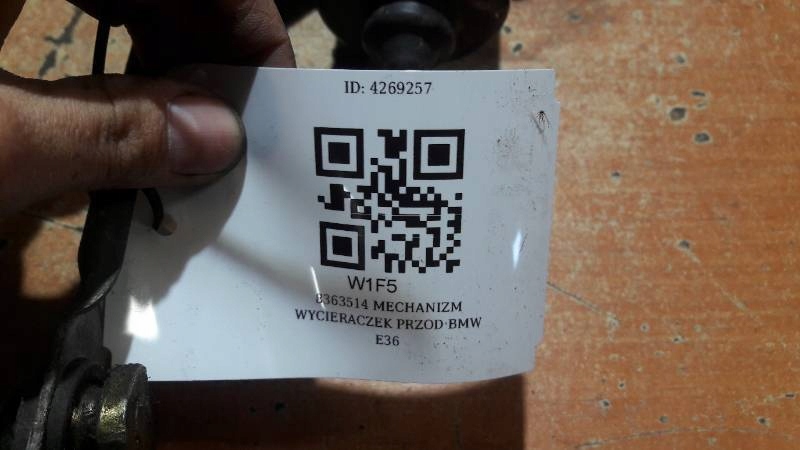 ID: 4269257
W1F5
8363514 MECHANIZM
WYCIERACZEK PRZOD BMW
E36